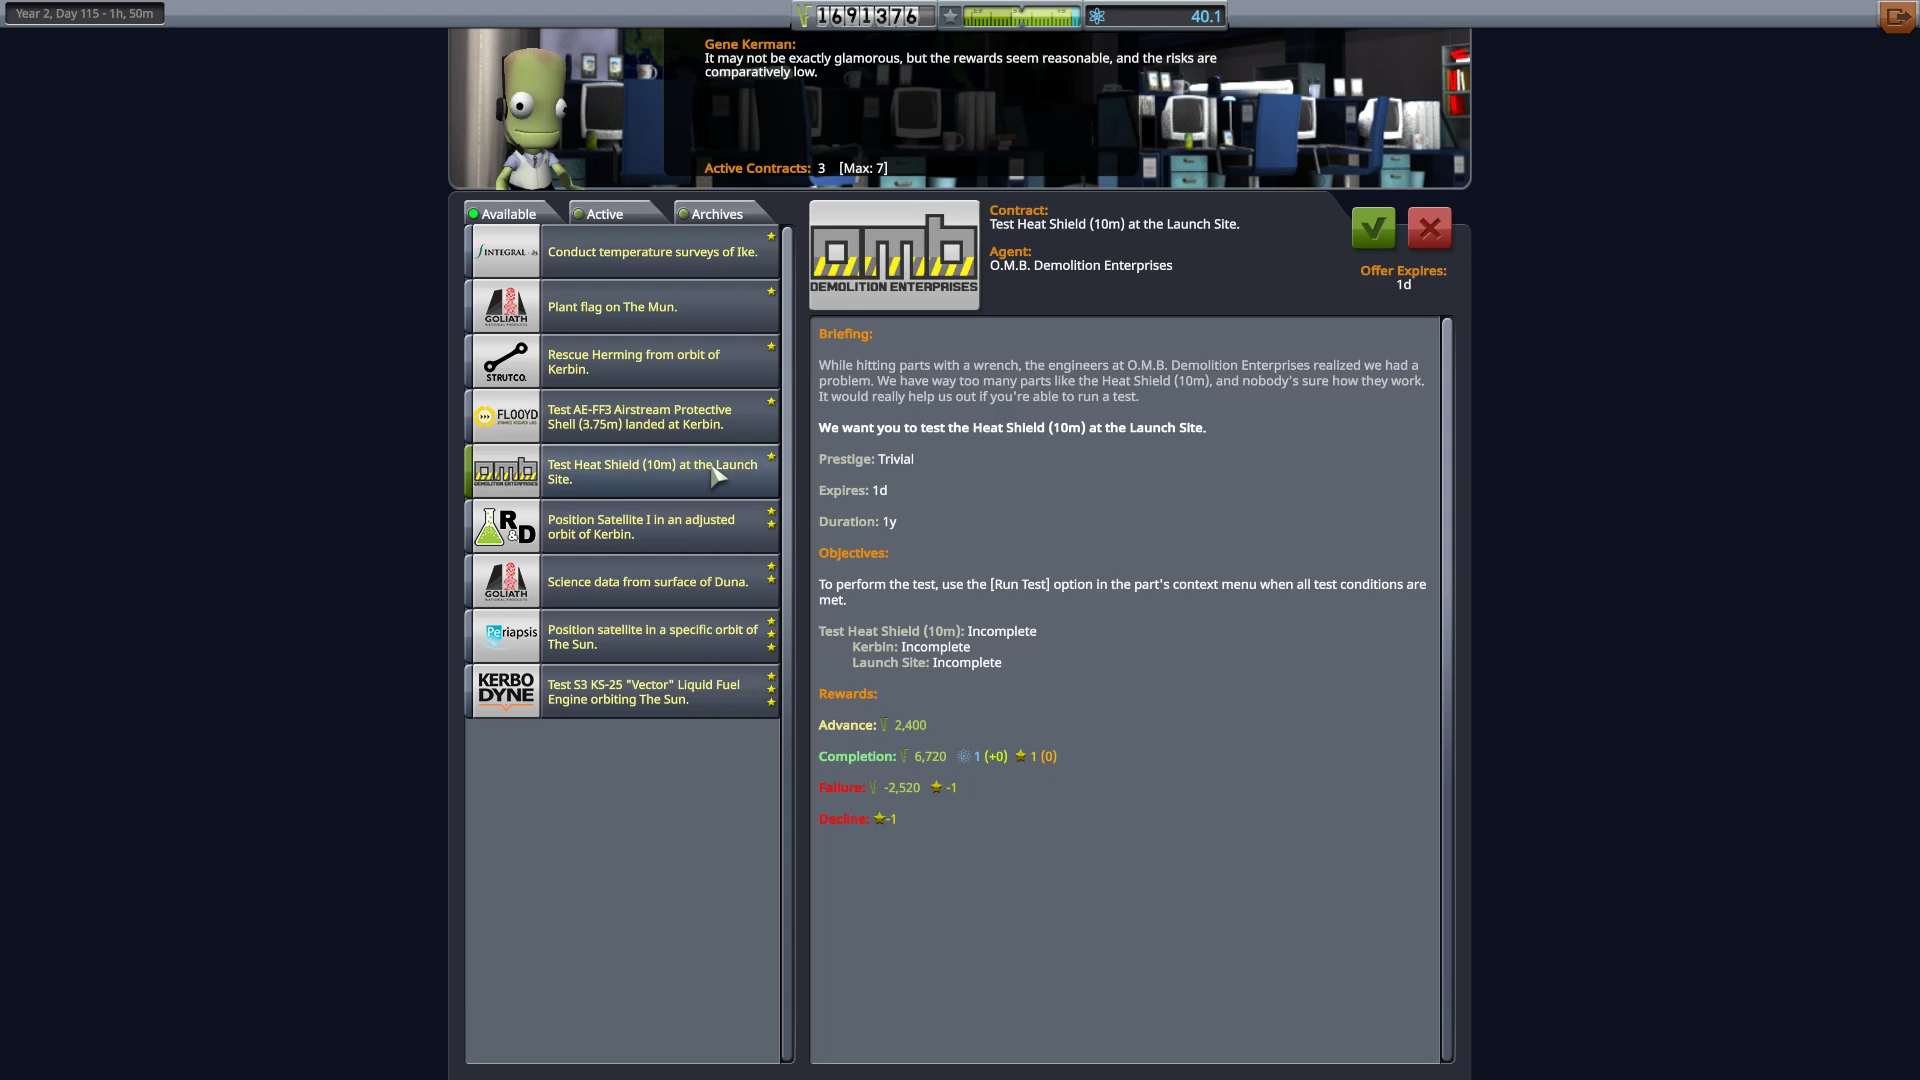 Year 2, Day 115 - 1h, 50m
1691376
40.1
Gene Kerman:
It may not be exactly glamorous, but the rewards seem reasonable, and the risks are
comparatively low.
Active Contracts: 3 [Max: 7]
Available
Active
Archives
INTEGRAL
Conduct temperature surveys of Ike.
GOLIATH
NATIONAL PRODUCTS
Plant flag on The Mun.
STRUTCO.
Rescue Herming from orbit of
Kerbin.
FLOOYD
DYNAMICS RESEARCH LABS
Test AE-FF3 Airstream Protective
Shell (3.75m) landed at Kerbin.
omb
DEMOLITION ENTERPRISES
Test Heat Shield (10m) at the Launch
Site.
R&D
Position Satellite I in an adjusted
orbit of Kerbin.
GOLIATH
NATIONAL PRODUCTS
Science data from surface of Duna.
Periapsis
Position satellite in a specific orbit of
The Sun.
KERBO
DYNE
Test S3 KS-25 "Vector" Liquid Fuel
Engine orbiting The Sun.
omb
DEMOLITION ENTERPRISES
Contract:
Test Heat Shield (10m) at the Launch Site.
Agent:
O.M.B. Demolition Enterprises
Offer Expires:
1d
Briefing:
While hitting parts with a wrench, the engineers at O.M.B. Demolition Enterprises realized we had a
problem. We have way too many parts like the Heat Shield (10m), and nobody's sure how they work.
It would really help us out if you're able to run a test.
We want you to test the Heat Shield (10m) at the Launch Site.
Prestige: Trivial
Expires: 1d
Duration: 1y
Objectives:
To perform the test, use the [Run Test] option in the part's context menu when all test conditions are
met.
Test Heat Shield (10m): Incomplete
Kerbin: Incomplete
Launch Site: Incomplete
Rewards:
Advance: 2,400
Completion: 6,720 1 (+0) 1 (0)
Failure: -2,520 -1
Decline: -1